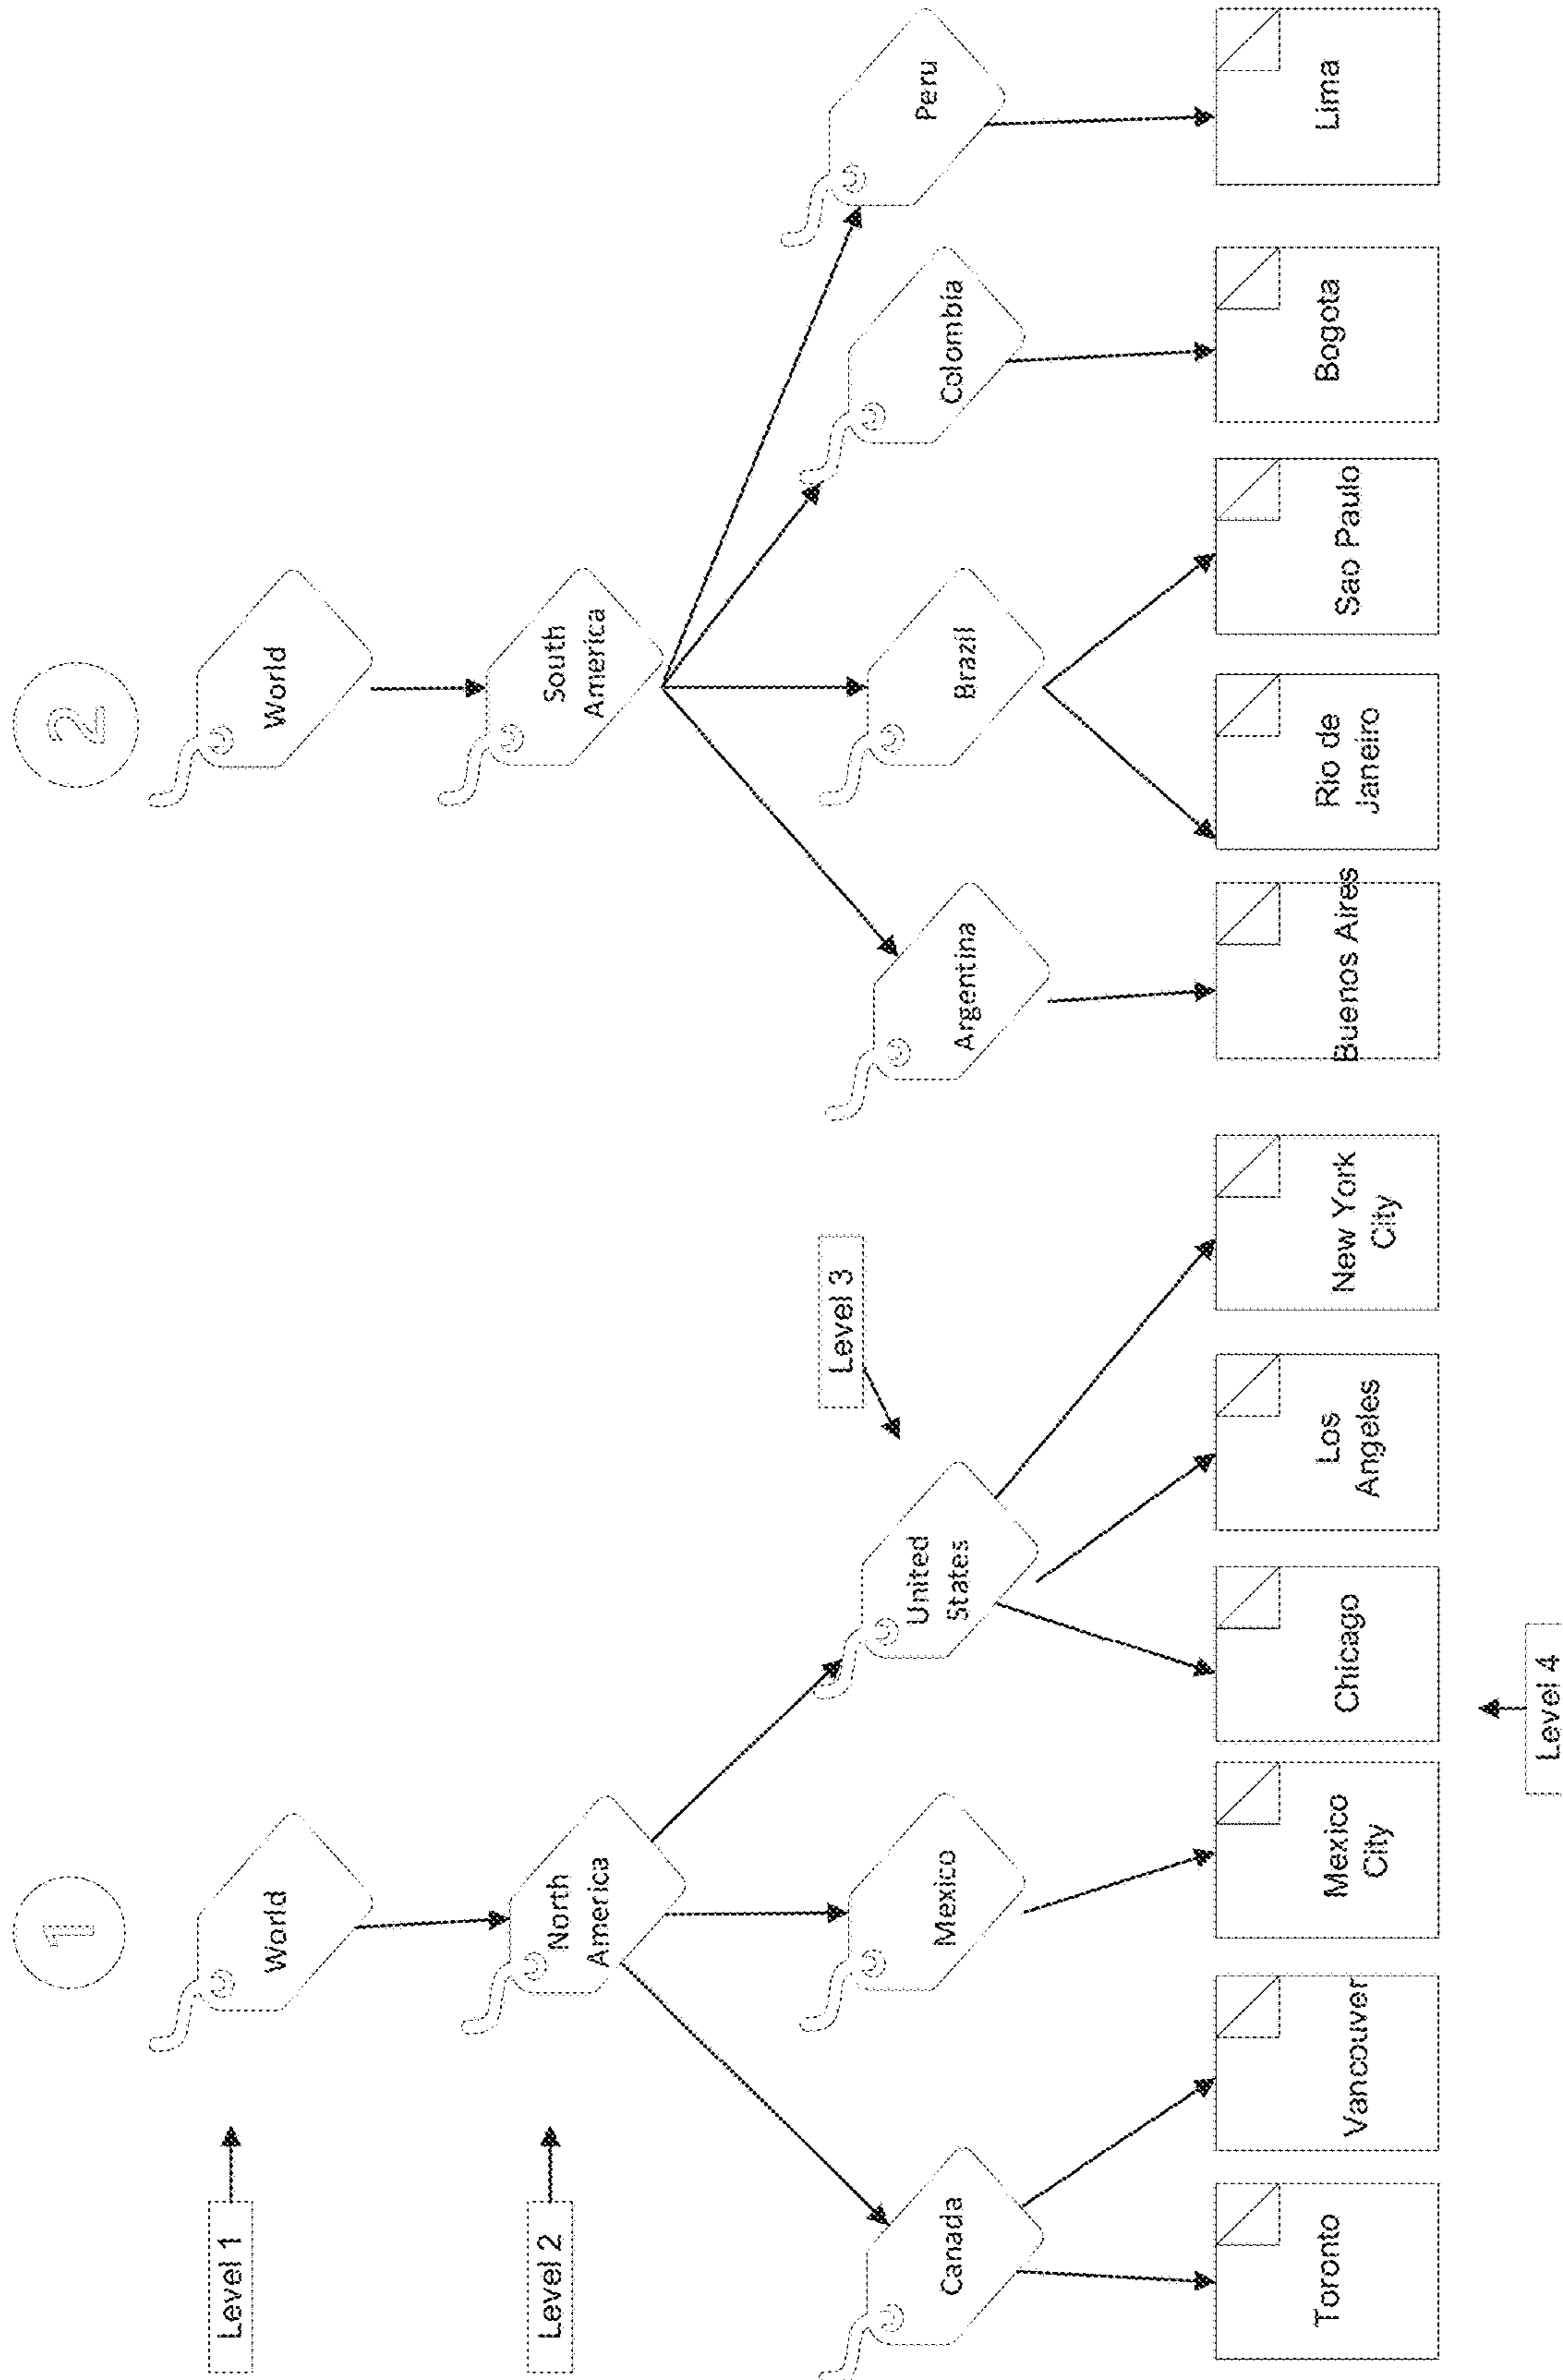 1
2
Level 1
World
World
Level 2
North
America
South
America
Level 3
Canada
Mexico
United
States
Argentina
Brazil
Colombia
Peru
Toronto
Vancouver
Mexico
City
Chicago
Los
Angeles
New York
City
Buenos Aires
Rio de
Janeiro
Sao Paulo
Bogota
Lima
Level 4